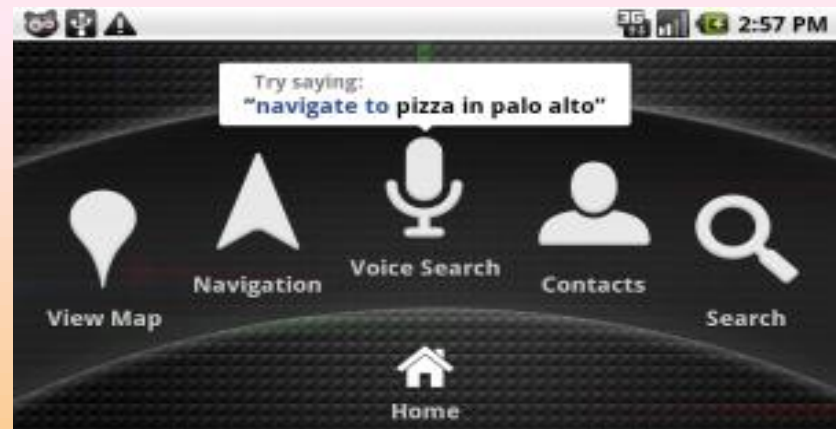 3G
2:57 PM
Try saying:
"navigate to pizza in palo alto"
View Map
Navigation
Voice Search
Contacts
Search
Home